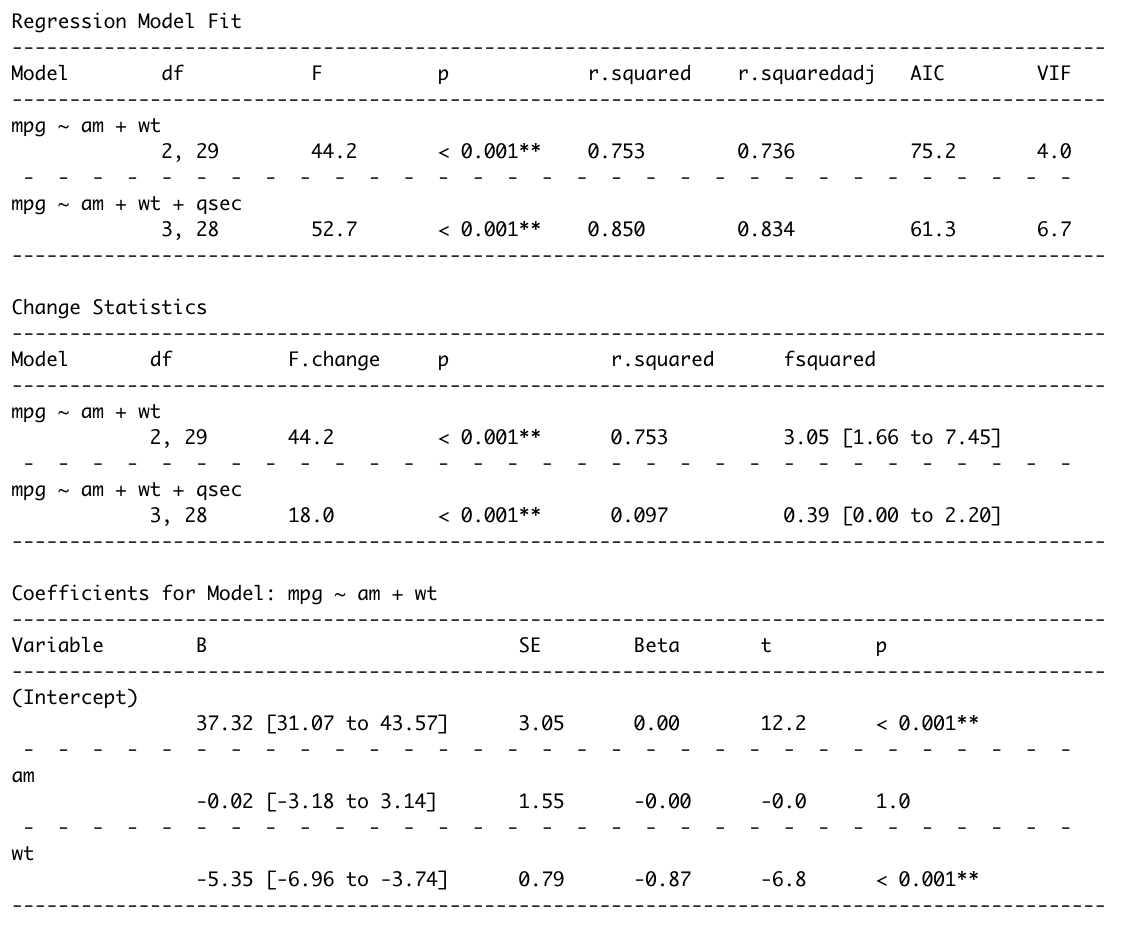 Regression Model Fit
-----------------------------------------------------------------------------------------------
Model        df           F          p            r.squared    r.squaredadj   AIC        VIF
-----------------------------------------------------------------------------------------------
mpg ~ am + wt
             2, 29        44.2       < 0.001**    0.753        0.736          75.2       4.0
 -  -  -  -  -  -  -  -  -  -  -  -  -  -  -  -  -  -  -  -  -  -  -  -  -  -  -  -  -  -  -
mpg ~ am + wt + qsec
             3, 28        52.7       < 0.001**    0.850        0.834          61.3       6.7
-----------------------------------------------------------------------------------------------

Change Statistics
-----------------------------------------------------------------------------------------------
Model       df          F.change     p              r.squared      fsquared
-----------------------------------------------------------------------------------------------
mpg ~ am + wt
            2, 29       44.2         < 0.001**      0.753          3.05 [1.66 to 7.45]
 -  -  -  -  -  -  -  -  -  -  -  -  -  -  -  -  -  -  -  -  -  -  -  -  -  -  -  -  -  -  -
mpg ~ am + wt + qsec
            3, 28       18.0         < 0.001**      0.097          0.39 [0.00 to 2.20]
-----------------------------------------------------------------------------------------------

Coefficients for Model: mpg ~ am + wt
-----------------------------------------------------------------------------------------------
Variable        B                           SE        Beta       t         p
-----------------------------------------------------------------------------------------------
(Intercept)
                37.32 [31.07 to 43.57]      3.05      0.00       12.2      < 0.001**
 -  -  -  -  -  -  -  -  -  -  -  -  -  -  -  -  -  -  -  -  -  -  -  -  -  -  -  -  -  -  -
am
                -0.02 [-3.18 to 3.14]       1.55      -0.00      -0.0      1.0
 -  -  -  -  -  -  -  -  -  -  -  -  -  -  -  -  -  -  -  -  -  -  -  -  -  -  -  -  -  -  -
wt
                -5.35 [-6.96 to -3.74]      0.79      -0.87      -6.8      < 0.001**
-----------------------------------------------------------------------------------------------